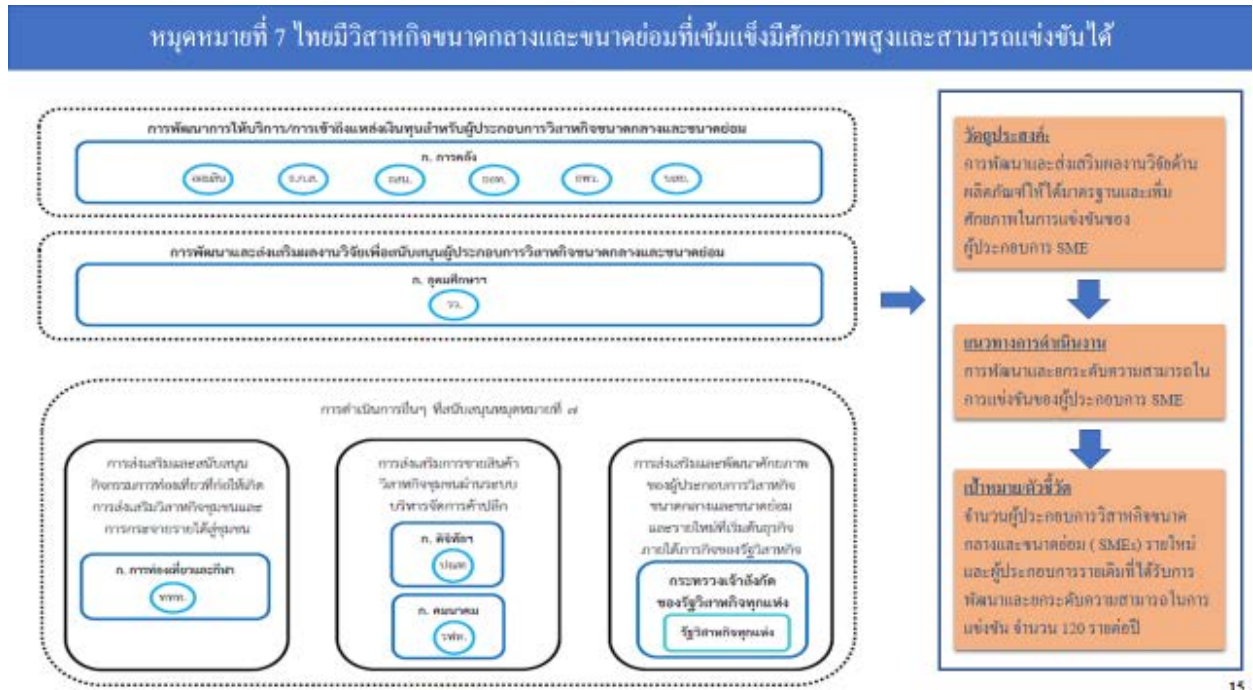 หมุดหมายที่ 7 ไทยมีวิสาหกิจขนาดกลางและขนาดย่อมที่เข้มแข็งมีศักยภาพสูงและสามารถแข่งขันได้
การพัฒนาการให้บริการ/การเข้าถึงแหล่งเงินทุนสำหรับผู้ประกอบการวิสาหกิจขนาดกลางและขนาดย่อม
ก. การคลัง
ออมสิน ธ.ก.ส. ธสน. ธอท. ธพว. บสย.
การพัฒนาและส่งเสริมผลงานวิจัยเพื่อสนับสนุนผู้ประกอบการวิสาหกิจขนาดกลางและขนาดย่อม
ก. อุดมศึกษาฯ
วว.
การดำเนินการอื่นๆ ที่สนับสนุนหมุดหมายที่ ๗
การส่งเสริมและสนับสนุน
กิจกรรมการท่องเที่ยวที่ก่อให้เกิด
การส่งเสริมวิสาหกิจชุมชนและ
การกระจายรายได้สู่ชุมชน
ก. การท่องเที่ยวและกีฬา
ททท.
การส่งเสริมการขายสินค้า
วิสาหกิจชุมชนผ่านระบบ
บริหารจัดการค้าปลีก
ก. ดิจิทัลฯ
ปณท
ก. คมนาคม
รฟท.
การส่งเสริมและพัฒนาศักยภาพ
ของผู้ประกอบการวิสาหกิจ
ขนาดกลางและขนาดย่อม
และรายใหม่ที่เริ่มต้นธุรกิจ
ภายใต้ภารกิจของรัฐวิสาหกิจ
กระทรวงเจ้าสังกัด
ของรัฐวิสาหกิจทุกแห่ง
รัฐวิสาหกิจทุกแห่ง
วัตถุประสงค์:
การพัฒนาและส่งเสริมผลงานวิจัยด้าน
ผลิตภัณฑ์ให้ได้มาตรฐานและเพิ่ม
ศักยภาพในการแข่งขันของ
ผู้ประกอบการ SME
แนวทางการดำเนินงาน
การพัฒนาและยกระดับความสามารถใน
การแข่งขันของผู้ประกอบการ SME
เป้าหมาย/ตัวชี้วัด
จำนวนผู้ประกอบการวิสาหกิจขนาด
กลางและขนาดย่อม ( SMEs) รายใหม่
และผู้ประกอบการรายเดิมที่ได้รับการ
พัฒนาและยกระดับความสามารถในการ
แข่งขัน จำนวน 120 รายต่อปี
15